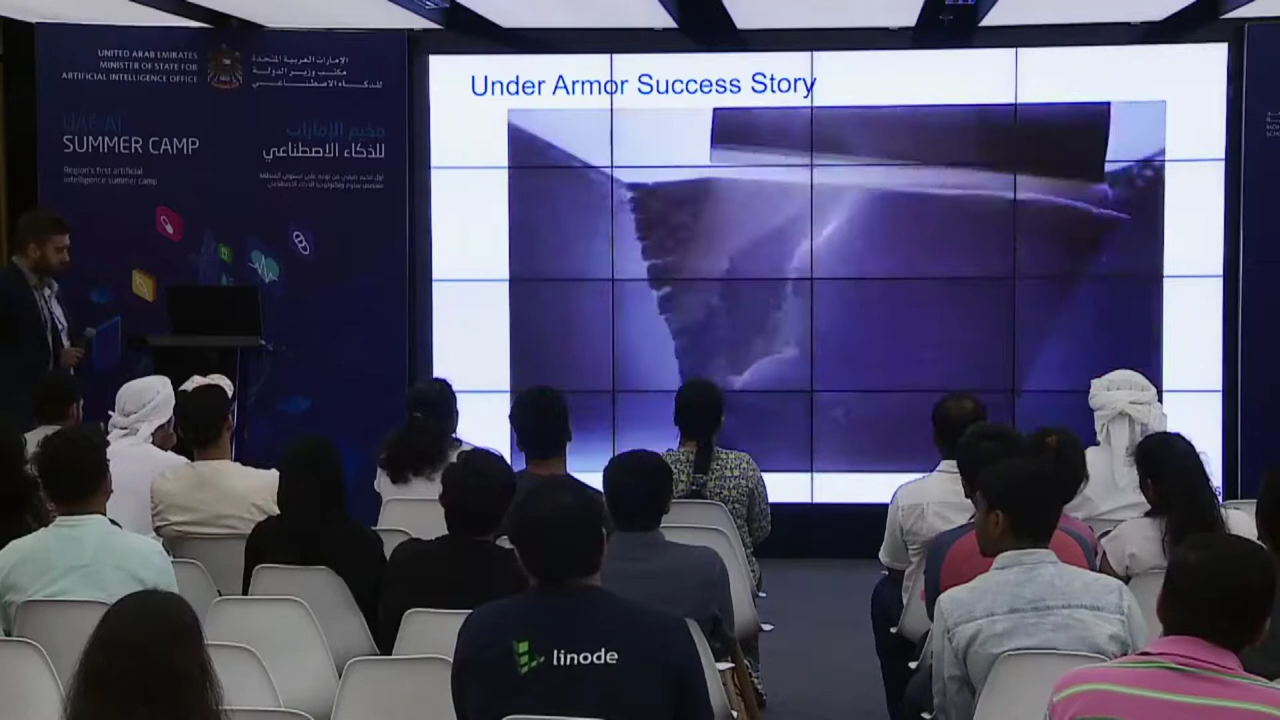 UNITED ARAB EMIRATES
MINISTER OF STATE FOR
ARTIFICIAL INTELLIGENCE OFFICE
الإمارات العربية المتحدة
مكتب وزير الدولة
للذكاء الاصطناعي
UAE AI
SUMMER CAMP
Region's first artificial
intelligence summer camp
مخيم الإمارات
للذكاء الاصطناعي
Under Armor Success Story
linode